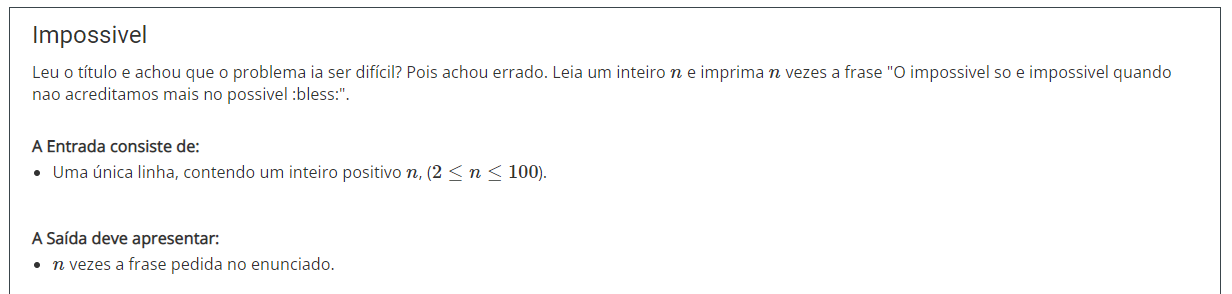 Impossivel
Leu o título e achou que o problema ia ser difícil? Pois achou errado. Leia um inteiro n e imprima n vezes a frase "O impossivel so e impossivel quando
nao acreditamos mais no possivel :bless:".
A Entrada consiste de:
• Uma única linha, contendo um inteiro positivo n, (2 ≤ n ≤ 100).
A Saída deve apresentar:
• n vezes a frase pedida no enunciado.